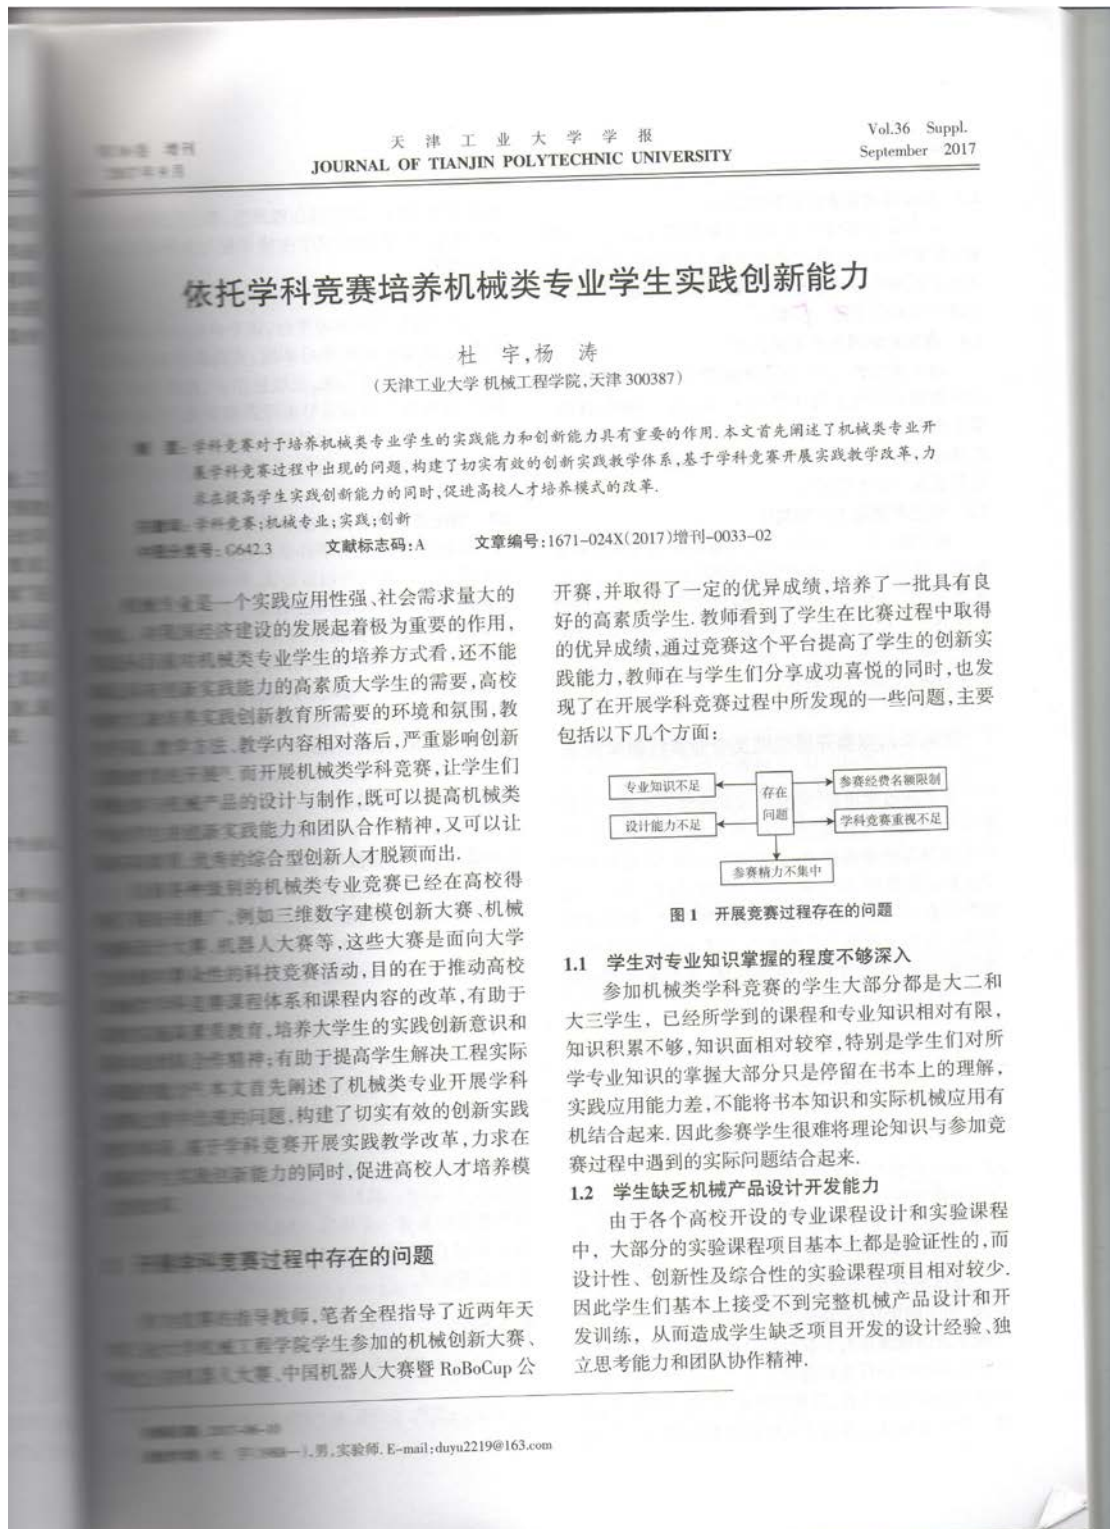 增刊
天津工业大学学报
JOURNAL OF TIANJIN POLYTECHNIC UNIVERSITY
Vol.36 Suppl.
September 2017
依托学科竞赛培养机械类专业学生实践创新能力
杜 宇,杨 涛
(天津工业大学 机械工程学院,天津 300387)
学科竞赛对于培养机械类专业学生的实践能力和创新能力具有重要的作用.本文首先阐述了机械类专业开
展学科竞赛过程中出现的问题,构建了切实有效的创新实践教学体系,基于学科竞赛开展实践教学改革,力
求在提高学生实践创新能力的同时,促进高校人才培养模式的改革.
学科竞赛;机械专业;实践;创新
中图分类号:G642.3 文献标志码:A 文章编号:1671-024X(2017)增刊-0033-02
是一个实践应用性强、社会需求量大的
经济建设的发展起着极为重要的作用,
对机械类专业学生的培养方式看,还不能
实践能力的高素质大学生的需要,高校
实践创新教育所需要的环境和氛围,教
教学内容相对落后,严重影响创新
而开展机械类学科竞赛,让学生们
产品的设计与制作,既可以提高机械类
实践能力和团队合作精神,又可以让
的综合型创新人才脱颖而出.
级别的机械类专业竞赛已经在高校得
推广,例如三维数字建模创新大赛、机械
机器人大赛等,这些大赛是面向大学
的科技竞赛活动,目的在于推动高校
课程体系和课程内容的改革,有助于
教育,培养大学生的实践创新意识和
合作精神;有助于提高学生解决工程实际
本文首先阐述了机械类专业开展学科
的问题,构建了切实有效的创新实践
基于学科竞赛开展实践教学改革,力求在
创新能力的同时,促进高校人才培养模
开展学科竞赛过程中存在的问题
指导教师,笔者全程指导了近两年天
机械工程学院学生参加的机械创新大赛、
大赛、中国机器人大赛暨 RoBoCup 公
2017-06-10
男,实验师. E-mail:duyu2219@163.com
开赛,并取得了一定的优异成绩,培养了一批具有良
好的高素质学生.教师看到了学生在比赛过程中取得
的优异成绩,通过竞赛这个平台提高了学生的创新实
践能力,教师在与学生们分享成功喜悦的同时,也发
现了在开展学科竞赛过程中所发现的一些问题,主要
包括以下几个方面:
专业知识不足
存在
问题
参赛经费名额限制
设计能力不足
学科竞赛重视不足
参赛精力不集中
图 1 开展竞赛过程存在的问题
1.1 学生对专业知识掌握的程度不够深入
参加机械类学科竞赛的学生大部分都是大二和
大三学生,已经所学到的课程和专业知识相对有限,
知识积累不够,知识面相对较窄,特别是学生们对所
学专业知识的掌握大部分只是停留在书本上的理解,
实践应用能力差,不能将书本知识和实际机械应用有
机结合起来.因此参赛学生很难将理论知识与参加竞
赛过程中遇到的实际问题结合起来.
1.2 学生缺乏机械产品设计开发能力
由于各个高校开设的专业课程设计和实验课程
中,大部分的实验课程项目基本上都是验证性的,而
设计性、创新性及综合性的实验课程项目相对较少.
因此学生们基本上接受不到完整机械产品设计和开
发训练,从而造成学生缺乏项目开发的设计经验、独
立思考能力和团队协作精神.